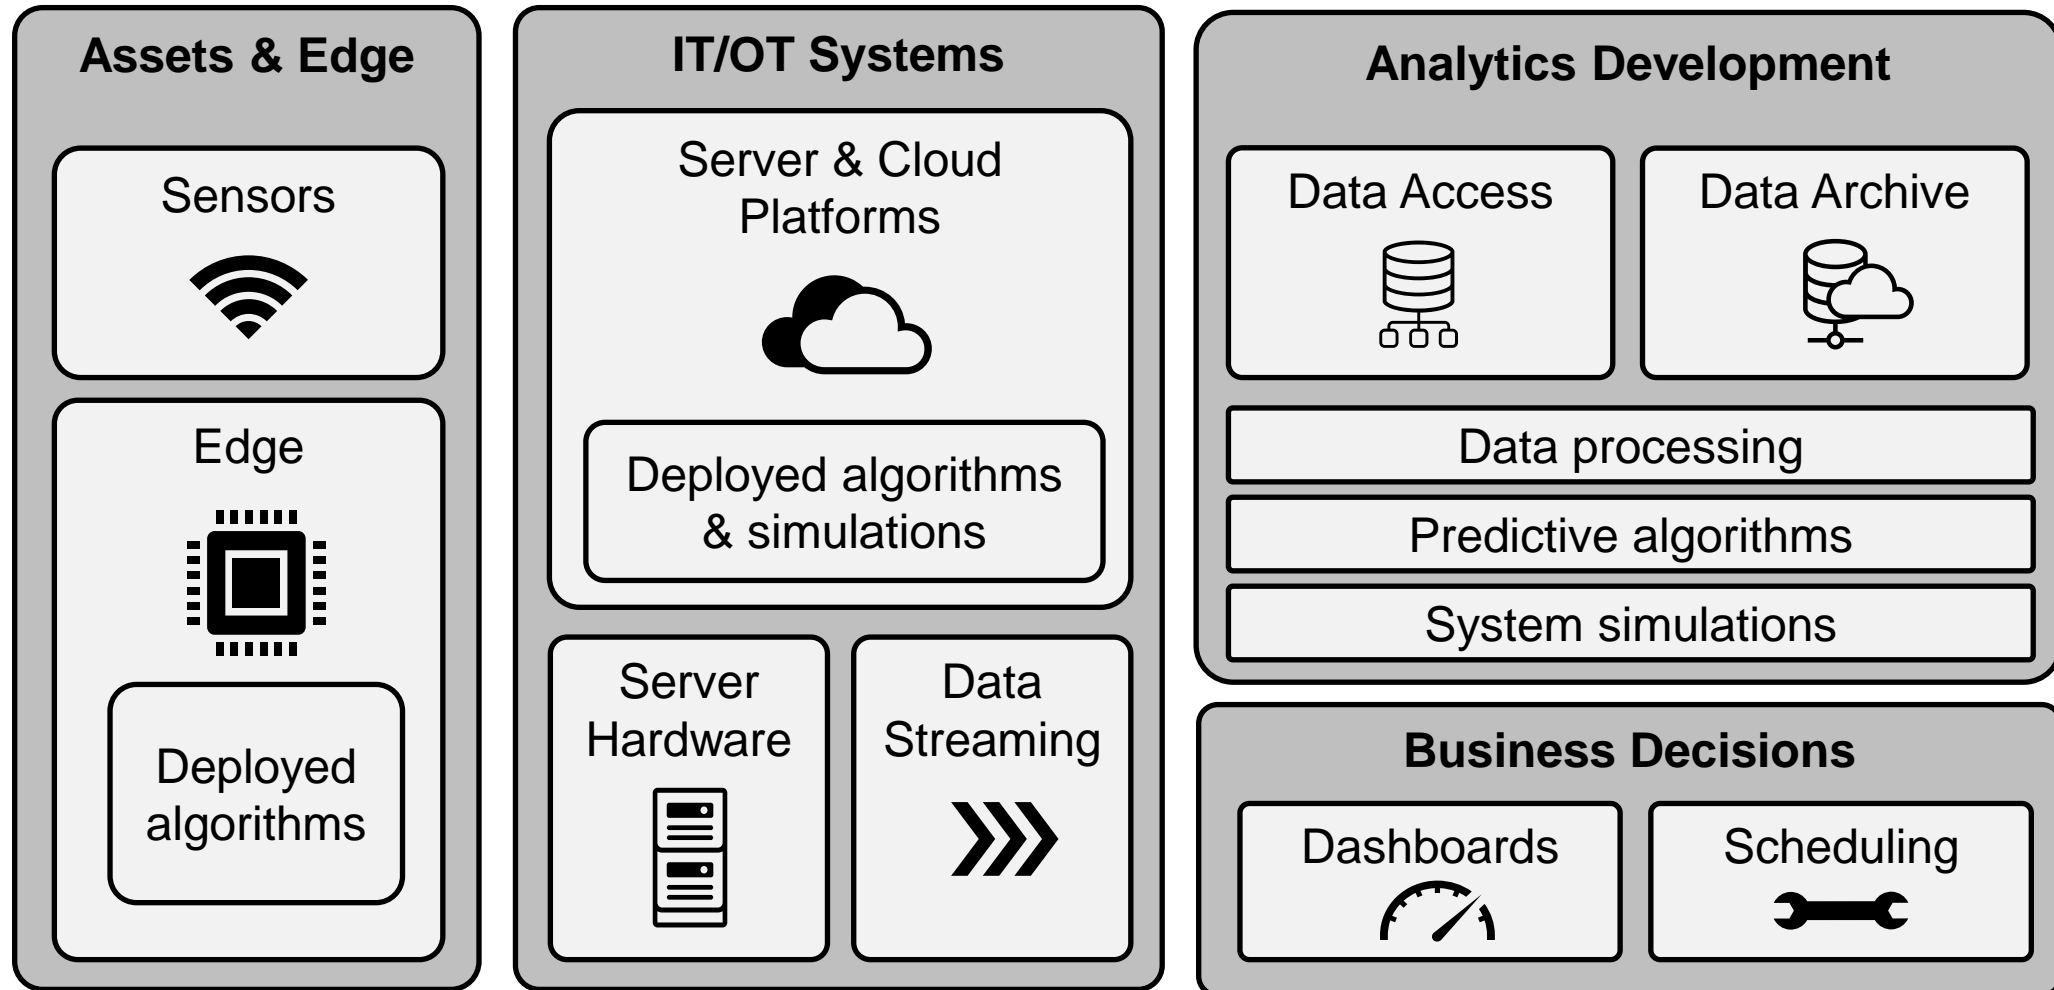 Assets & Edge
Sensors
Edge
Deployed
algorithms
IT/OT Systems
Server & Cloud
Platforms
Deployed algorithms
& simulations
Server
Hardware
Data
Streaming
Analytics Development
Data Access
Data Archive
Data processing
Predictive algorithms
System simulations
Business Decisions
Dashboards
Scheduling